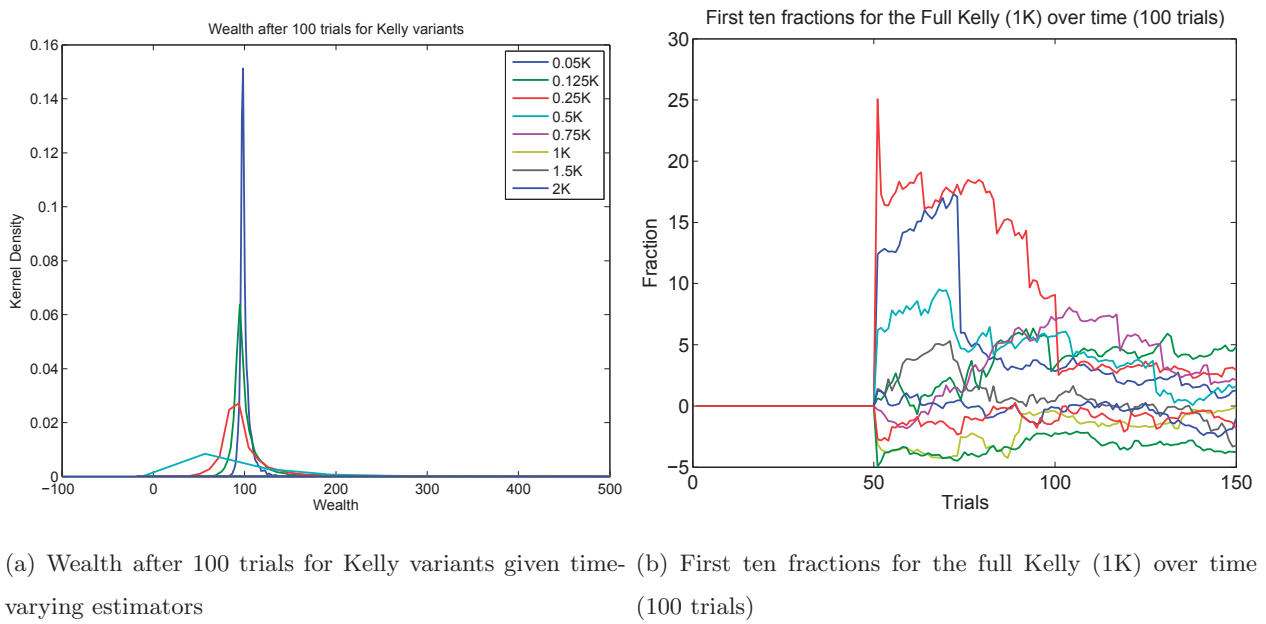 Wealth after 100 trials for Kelly variants
0.16
0.14
0.12
0.1
0.08
0.06
0.04
0.02
0
Kernel Density
−100
0
100
200
300
400
500
Wealth
0.05K
0.125K
0.25K
0.5K
0.75K
1K
1.5K
2K
First ten fractions for the Full Kelly (1K) over time (100 trials)
30
25
20
15
10
5
0
−5
Fraction
0
50
100
150
Trials
(a) Wealth after 100 trials for Kelly variants given time-
varying estimators
(b) First ten fractions for the full Kelly (1K) over time
(100 trials)